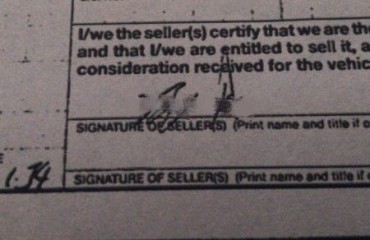 I/we the seller(s) certify that we are the
and that I/we are entitled to sell it, a
consideration received for the vehic
SIGNATURE OF SELLER(S) (Print name and title if o
SIGNATURE OF SELLER(S) (Print name and title if